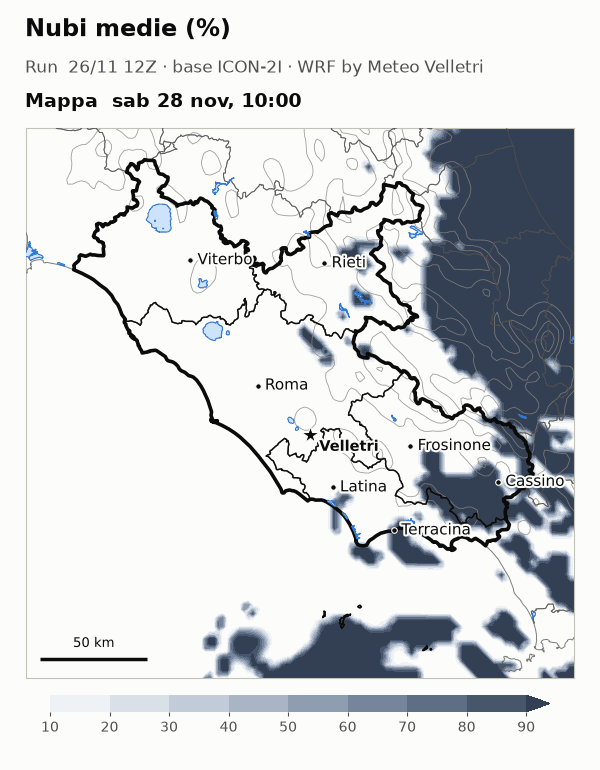 Nubi medie (%)
Run 26/11 12Z · base ICON-2I · WRF by Meteo Velletri
Mappa sab 28 nov, 10:00
Viterbo
Rieti
Roma
Velletri
Frosinone
Latina
Cassino
Terracina
50 km
10 20 30 40 50 60 70 80 90